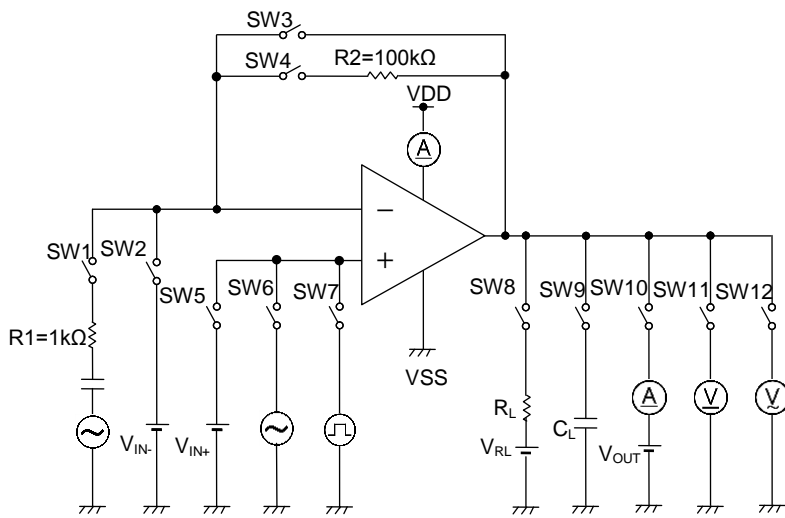 SW3
SW4
R2=100kΩ
VDD
A
SW1
SW2
SW5
SW6
SW7
SW8
SW9
SW10
SW11
SW12
VSS
R1=1kΩ
VIN-
VIN+
RL
VRL
CL
A
VOUT
V
V